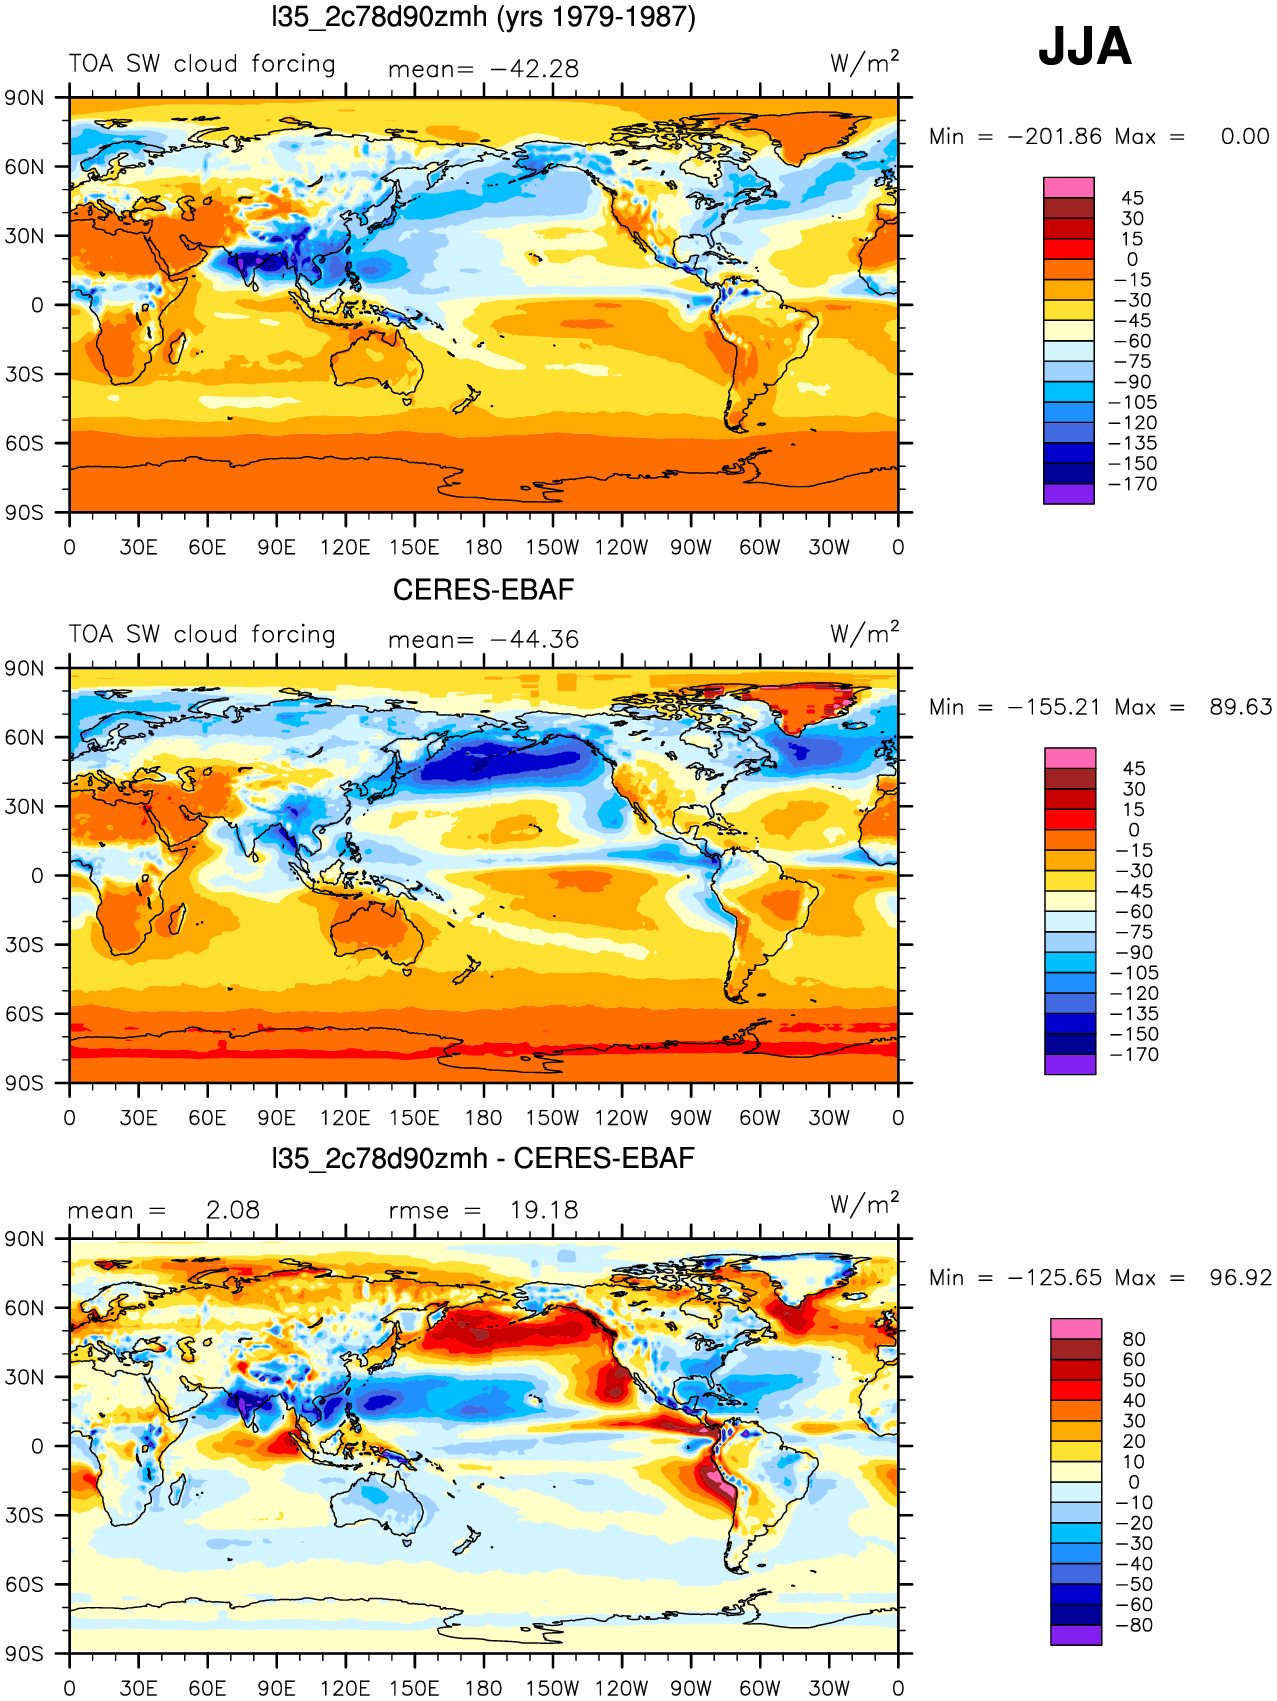 l35_2c78d90zmh (yrs 1979-1987)
JJA
TOA SW cloud forcing mean= −42.28 W/m²
Min = −201.86 Max = 0.00
90N
60N
30N
0
30S
60S
90S
0 30E 60E 90E 120E 150E 180 150W 120W 90W 60W 30W 0
45
30
15
0
−15
−30
−45
−60
−75
−90
−105
−120
−135
−150
−170
CERES-EBAF
TOA SW cloud forcing mean= −44.36 W/m²
Min = −155.21 Max = 89.63
90N
60N
30N
0
30S
60S
90S
0 30E 60E 90E 120E 150E 180 150W 120W 90W 60W 30W 0
45
30
15
0
−15
−30
−45
−60
−75
−90
−105
−120
−135
−150
−170
l35_2c78d90zmh - CERES-EBAF
mean = 2.08 rmse = 19.18 W/m²
Min = −125.65 Max = 96.92
90N
60N
30N
0
30S
60S
90S
0 30E 60E 90E 120E 150E 180 150W 120W 90W 60W 30W 0
80
60
50
40
30
20
10
0
−10
−20
−30
−40
−50
−60
−80